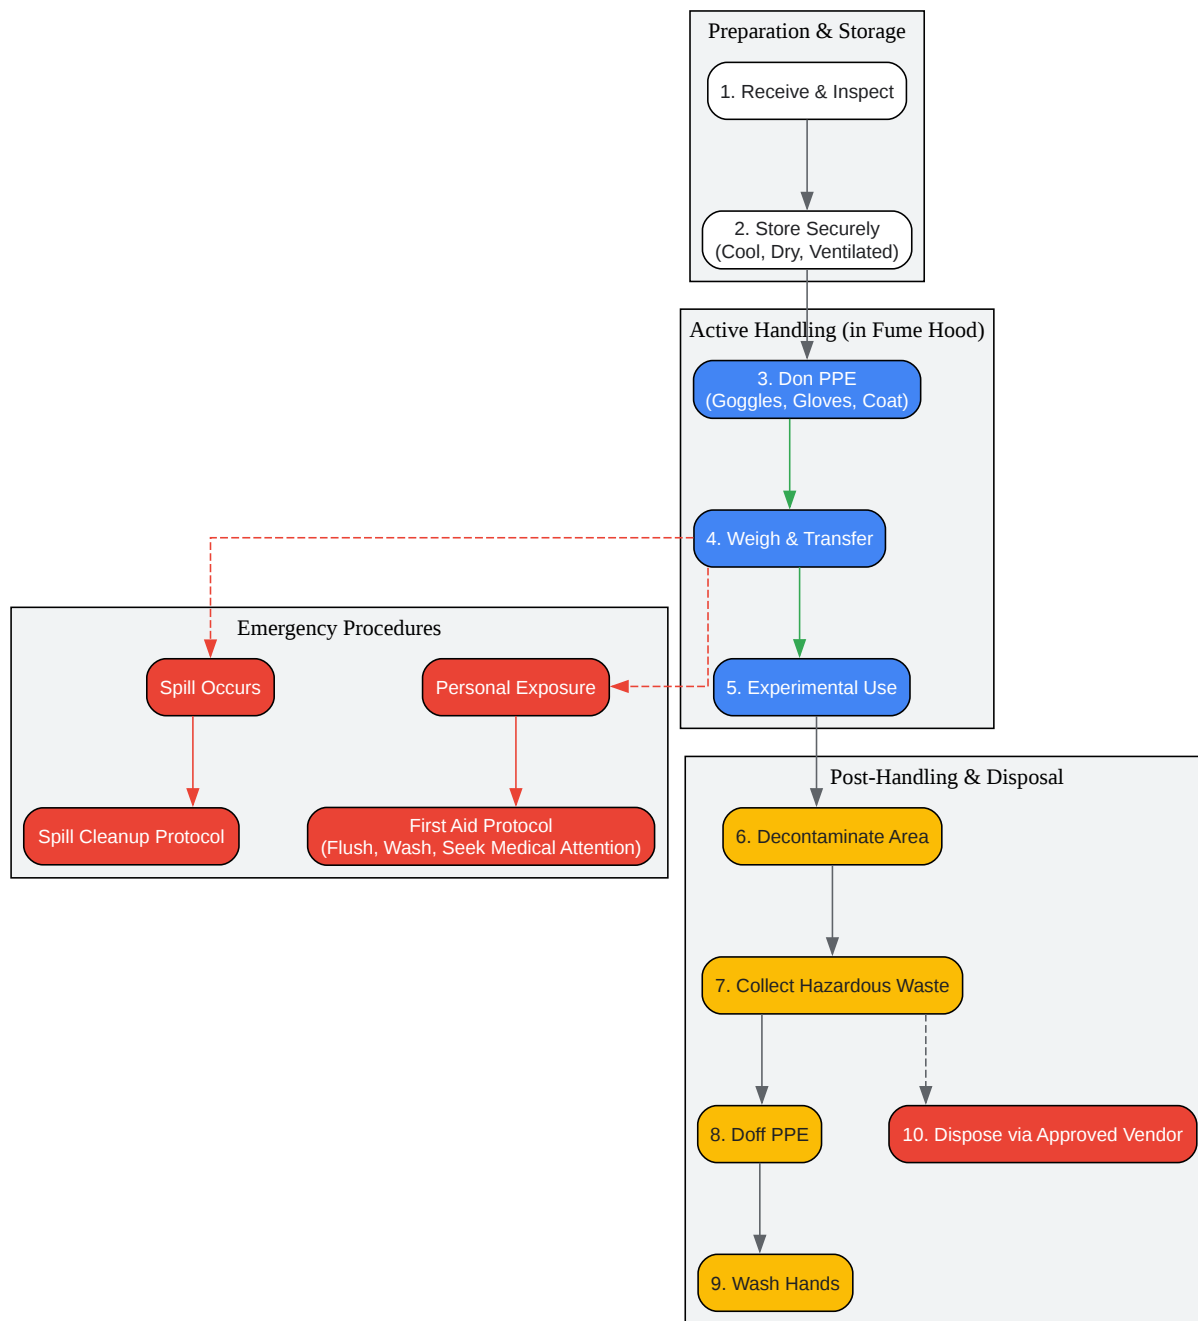 Preparation & Storage
1. Receive & Inspect
2. Store Securely
(Cool, Dry, Ventilated)
Active Handling (in Fume Hood)
3. Don PPE
(Goggles, Gloves, Coat)
4. Weigh & Transfer
5. Experimental Use
Emergency Procedures
Spill Occurs
Personal Exposure
Spill Cleanup Protocol
First Aid Protocol
(Flush, Wash, Seek Medical Attention)
Post-Handling & Disposal
6. Decontaminate Area
7. Collect Hazardous Waste
8. Doff PPE
10. Dispose via Approved Vendor
9. Wash Hands